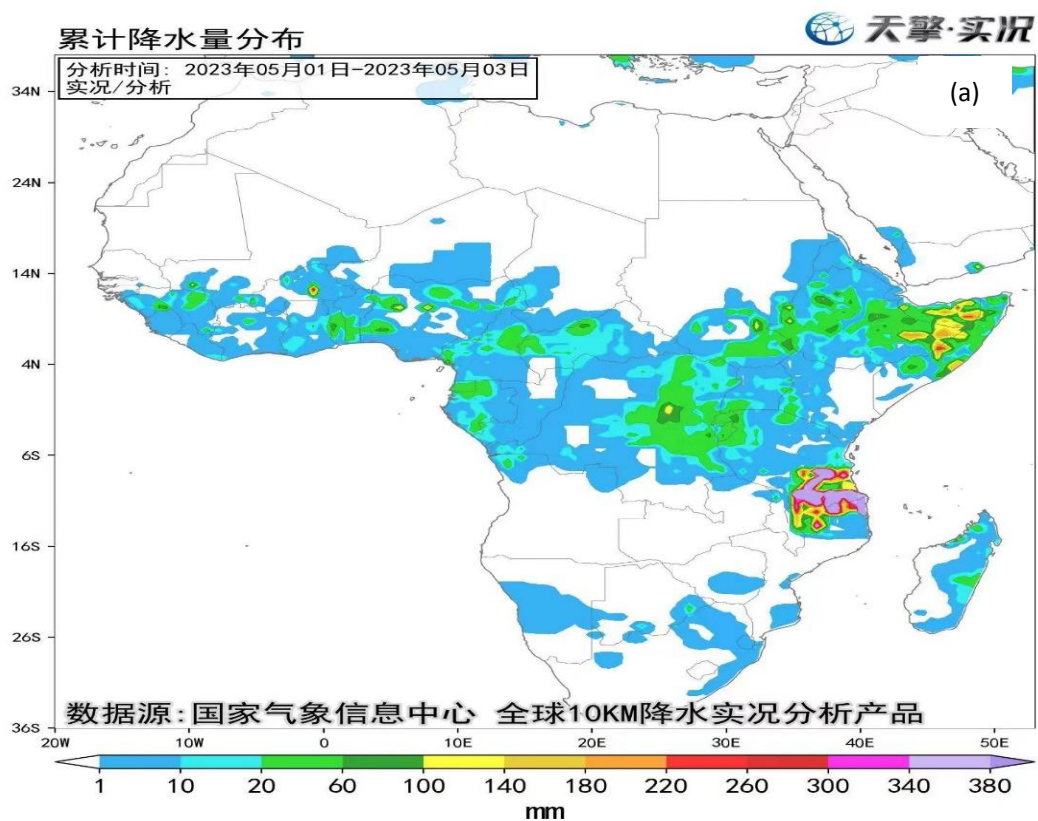 累计降水量分布
天擎·实况
分析时间: 2023年05月01日-2023年05月03日
实况/分析
(a)
34N
24N
14N
4N
6S
16S
26S
36S
数据源:国家气象信息中心 全球10KM降水实况分析产品
20W 10W 0 10E 20E 30E 40E 50E
1 10 20 60 100 140 180 220 260 300 340 380
mm